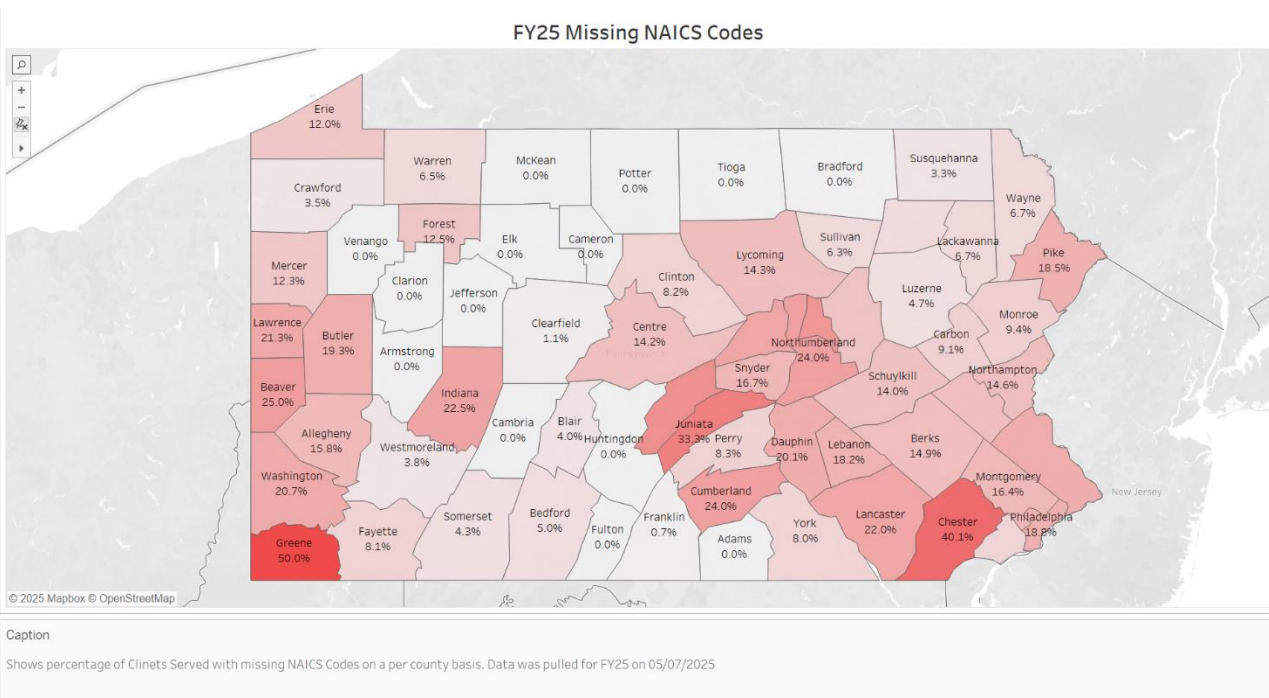 FY25 Missing NAICS Codes
Erie
12.0%
Warren
6.5%
McKean
0.0%
Potter
0.0%
Tioga
0.0%
Bradford
0.0%
Susquehanna
3.3%
Crawford
3.5%
Wayne
6.7%
Forest
12.5%
Venango
0.0%
Elk
0.0%
Cameron
0.0%
Sullivan
6.3%
Lackawanna
6.7%
Pike
18.5%
Mercer
12.3%
Clarion
0.0%
Jefferson
0.0%
Clinton
8.2%
Lycoming
14.3%
Luzerne
4.7%
Monroe
9.4%
Lawrence
21.3%
Butler
19.3%
Clearfield
1.1%
Centre
14.2%
Pennsylvania
Northumberland
24.0%
Carbon
9.1%
Armstrong
0.0%
Snyder
16.7%
Schuylkill
14.0%
Northampton
14.6%
Beaver
25.0%
Indiana
22.5%
Cambria
0.0%
Blair
4.0%
Huntingdon
0.0%
Juniata
33.3%
Perry
8.3%
Dauphin
20.1%
Lebanon
18.2%
Berks
14.9%
Allegheny
15.8%
Westmoreland
3.8%
Washington
20.7%
Cumberland
24.0%
Montgomery
16.4%
New Jersey
Greene
50.0%
Fayette
8.1%
Somerset
4.3%
Bedford
5.0%
Fulton
0.0%
Franklin
0.7%
Adams
0.0%
York
8.0%
Lancaster
22.0%
Chester
40.1%
Philadelphia
18.8%
© 2025 Mapbox © OpenStreetMap
Caption
Shows percentage of Clinets Served with missing NAICS Codes on a per county basis. Data was pulled for FY25 on 05/07/2025